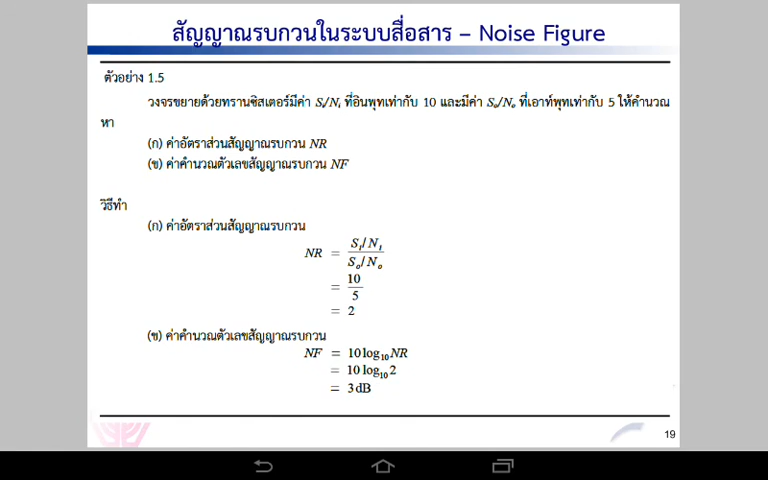 สัญญาณรบกวนในระบบสื่อสาร – Noise Figure
ตัวอย่าง 1.5
วงจรขยายด้วยทรานซิสเตอร์มีค่า Si/Ni ที่อินพุทเท่ากับ 10 และมีค่า So/No ที่เอาท์พุทเท่ากับ 5 ให้คำนวณ
หา
(ก) ค่าอัตราส่วนสัญญาณรบกวน NR
(ข) ค่าคำนวณตัวเลขสัญญาณรบกวน NF
วิธีทำ
(ก) ค่าอัตราส่วนสัญญาณรบกวน
NR = Si/Ni
So/No
= 10
5
= 2
(ข) ค่าคำนวณตัวเลขสัญญาณรบกวน
NF = 10 log10 NR
= 10 log10 2
= 3 dB
19